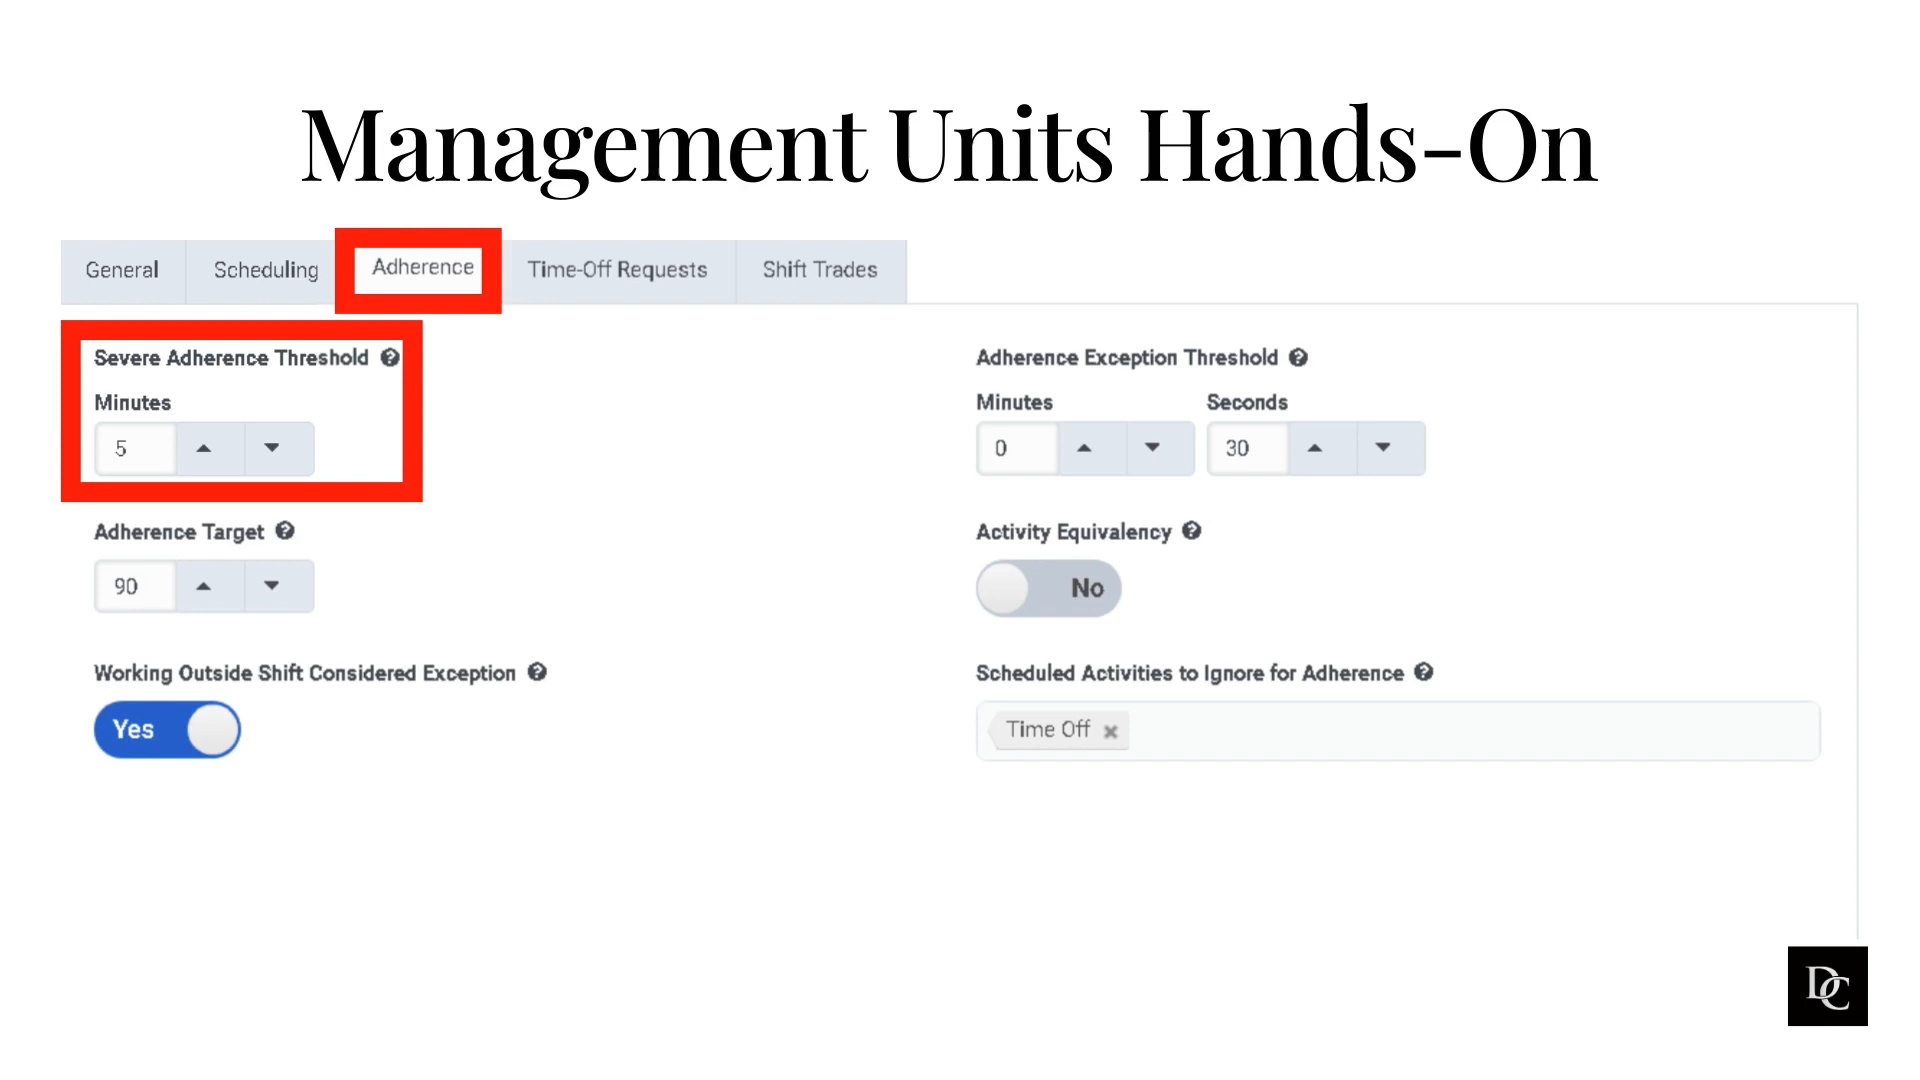 Management Units Hands-On
General Scheduling Adherence Time-Off Requests Shift Trades
Severe Adherence Threshold
Minutes
5
Adherence Exception Threshold
Minutes Seconds
0 30
Adherence Target
90
Activity Equivalency
No
Working Outside Shift Considered Exception
Yes
Scheduled Activities to Ignore for Adherence
Time Off
DC